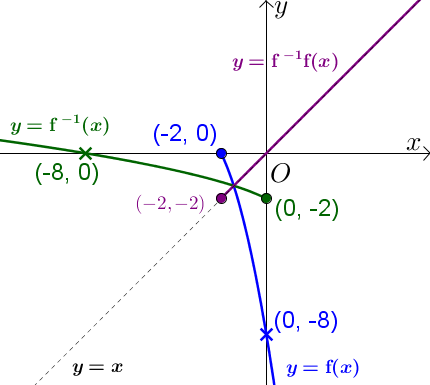 y
y = f⁻¹f(x)
y = f⁻¹(x)
(-2, 0)
x
(-8, 0)
O
(−2,−2)
(0, -2)
(0, -8)
y = x
y = f(x)